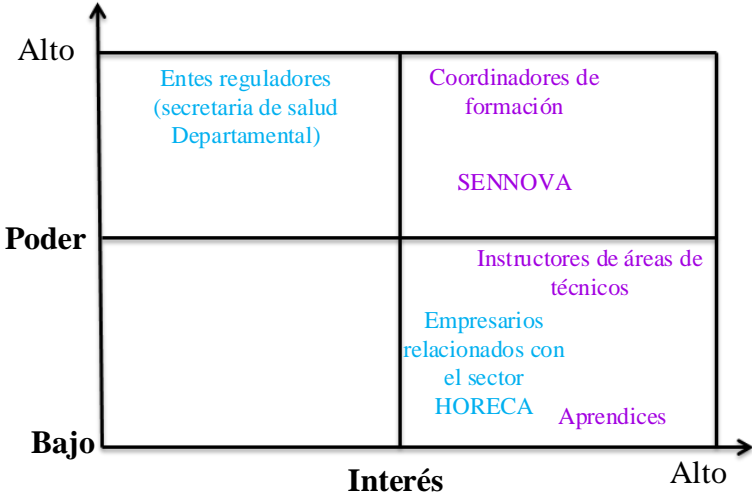 Alto
Entes reguladores
(secretaria de salud
Departamental)
Coordinadores de
formación
SENNOVA
Poder
Instructores de áreas de
técnicos
Empresarios
relacionados con
el sector
HORECA
Aprendices
Bajo
Interés
Alto